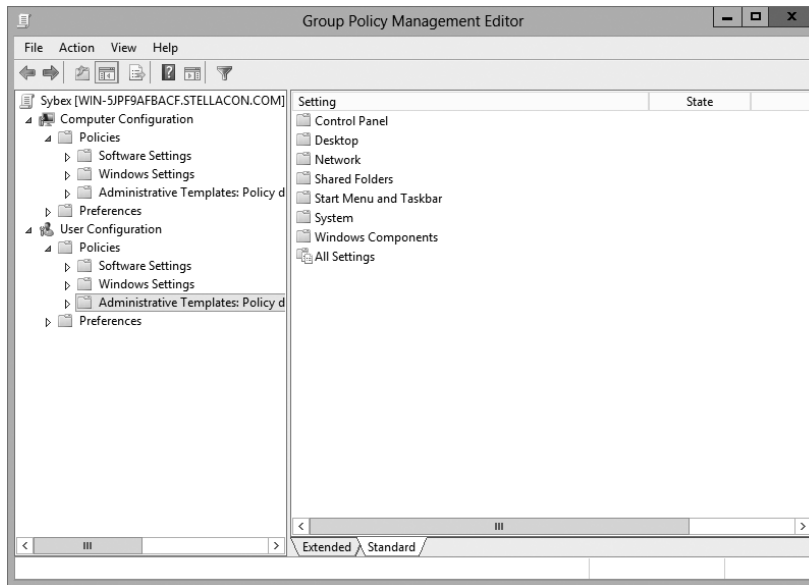 Group Policy Management Editor
File Action View Help
Sybex [WIN-5JPF9AFBACF.STELLACON.COM]
Computer Configuration
Policies
Software Settings
Windows Settings
Administrative Templates: Policy d
Preferences
User Configuration
Policies
Software Settings
Windows Settings
Administrative Templates: Policy d
Preferences
Setting State
Control Panel
Desktop
Network
Shared Folders
Start Menu and Taskbar
System
Windows Components
All Settings
Extended Standard